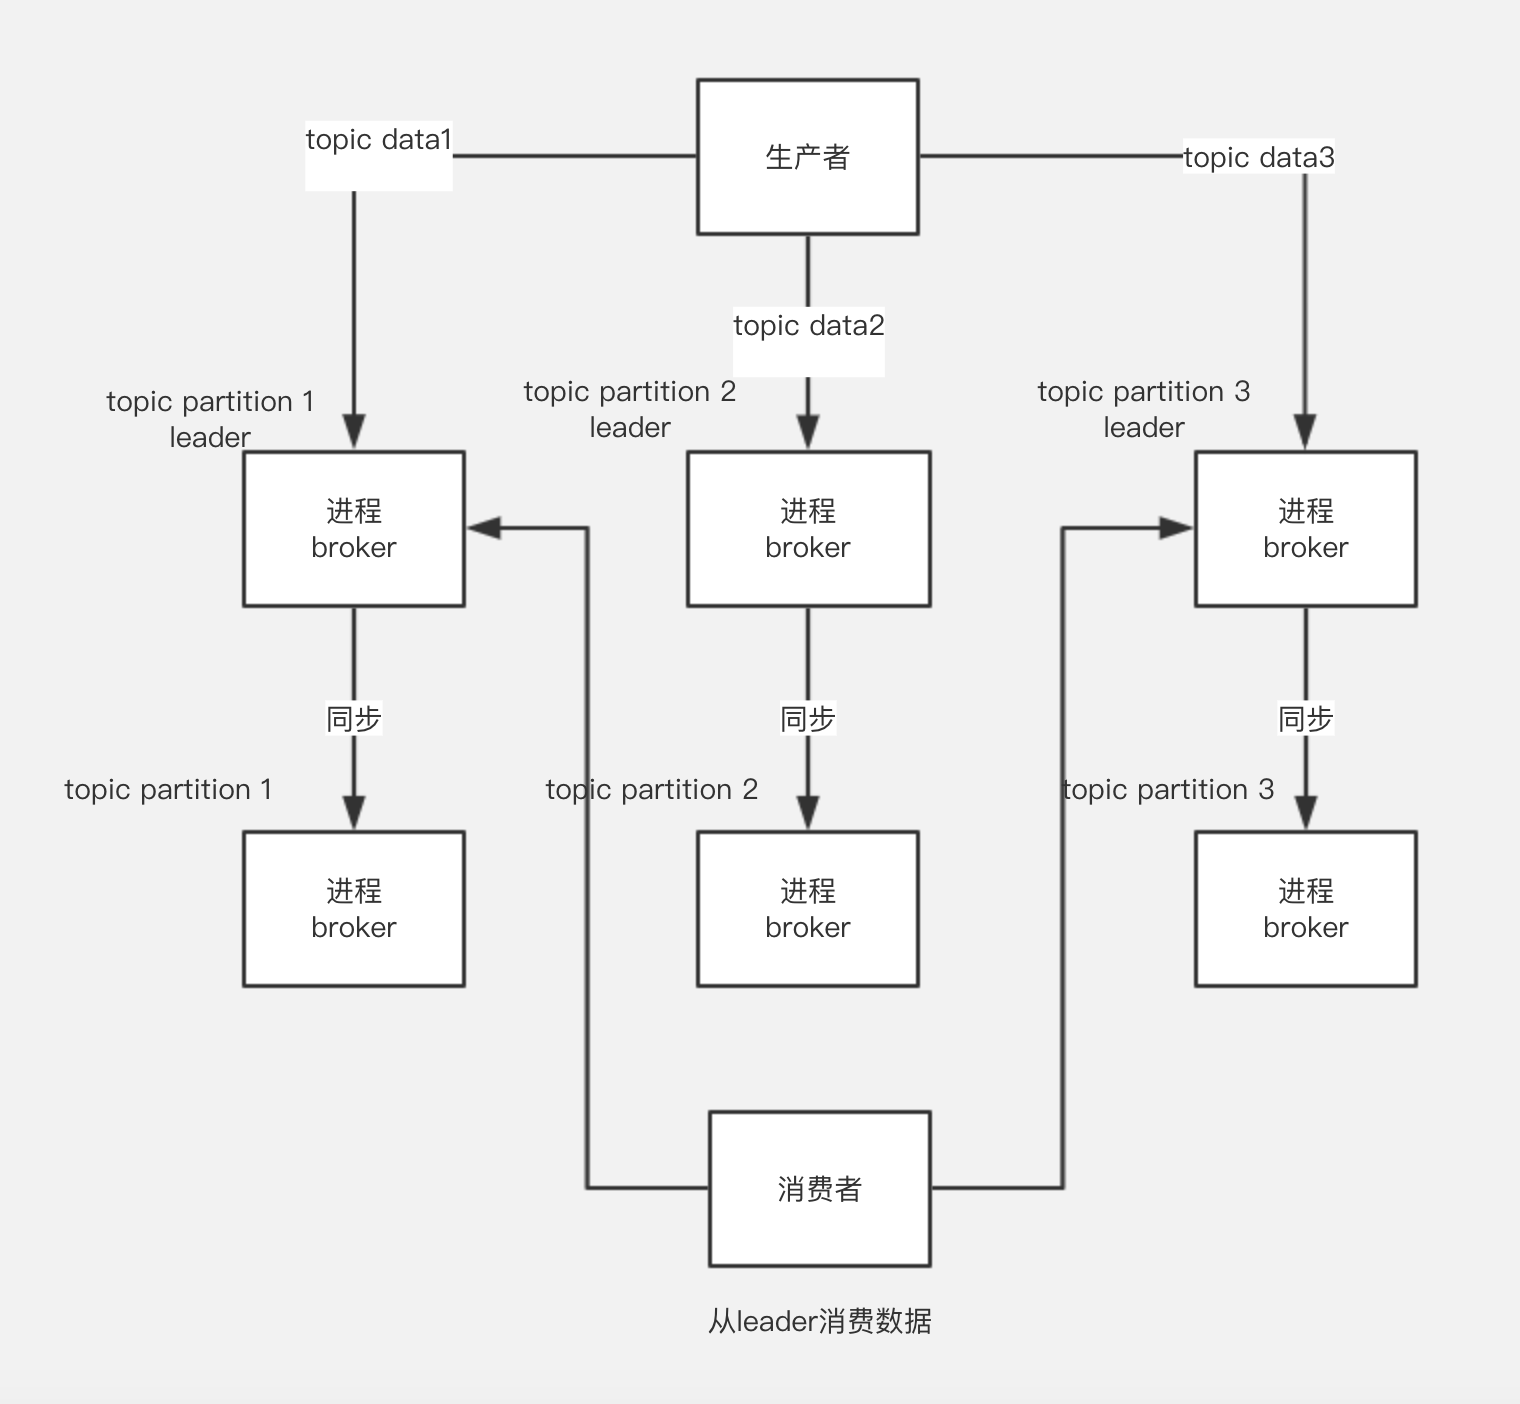 生产者
topic data1
topic data3
topic data2
topic partition 1
leader
topic partition 2
leader
topic partition 3
leader
进程
broker
进程
broker
进程
broker
同步
同步
同步
topic partition 1
topic partition 2
topic partition 3
进程
broker
进程
broker
进程
broker
消费者
从leader消费数据